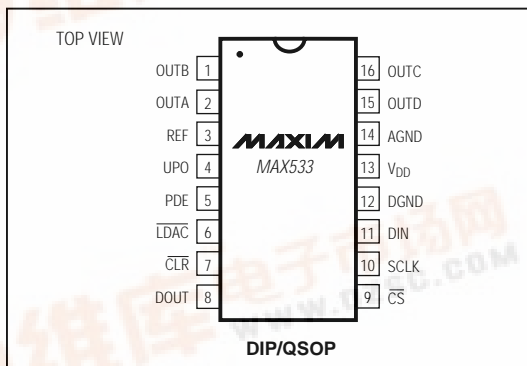 TOP VIEW
OUTB 1
OUTA 2
REF 3
UPO 4
PDE 5
LDAC 6
CLR 7
DOUT 8
MAXIM
MAX533
16 OUTC
15 OUTD
14 AGND
13 VDD
12 DGND
11 DIN
10 SCLK
9 CS
DIP/QSOP